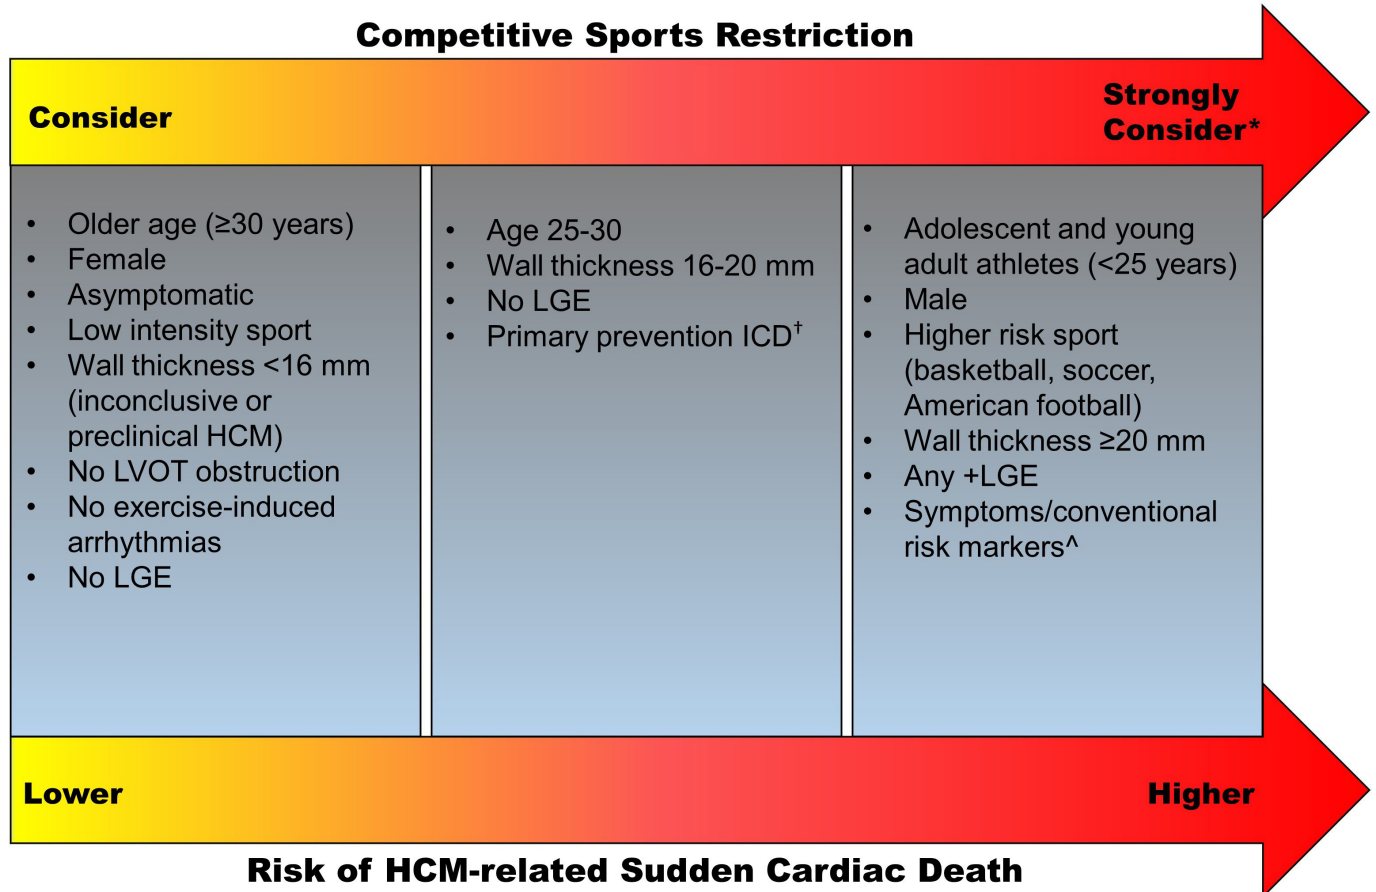 Competitive Sports Restriction
Consider
Strongly
Consider*
• Older age (≥30 years)
• Female
• Asymptomatic
• Low intensity sport
• Wall thickness <16 mm
(inconclusive or
preclinical HCM)
• No LVOT obstruction
• No exercise-induced
arrhythmias
• No LGE
• Age 25-30
• Wall thickness 16-20 mm
• No LGE
• Primary prevention ICD†
• Adolescent and young
adult athletes (<25 years)
• Male
• Higher risk sport
(basketball, soccer,
American football)
• Wall thickness ≥20 mm
• Any +LGE
• Symptoms/conventional
risk markers^
Lower
Higher
Risk of HCM-related Sudden Cardiac Death